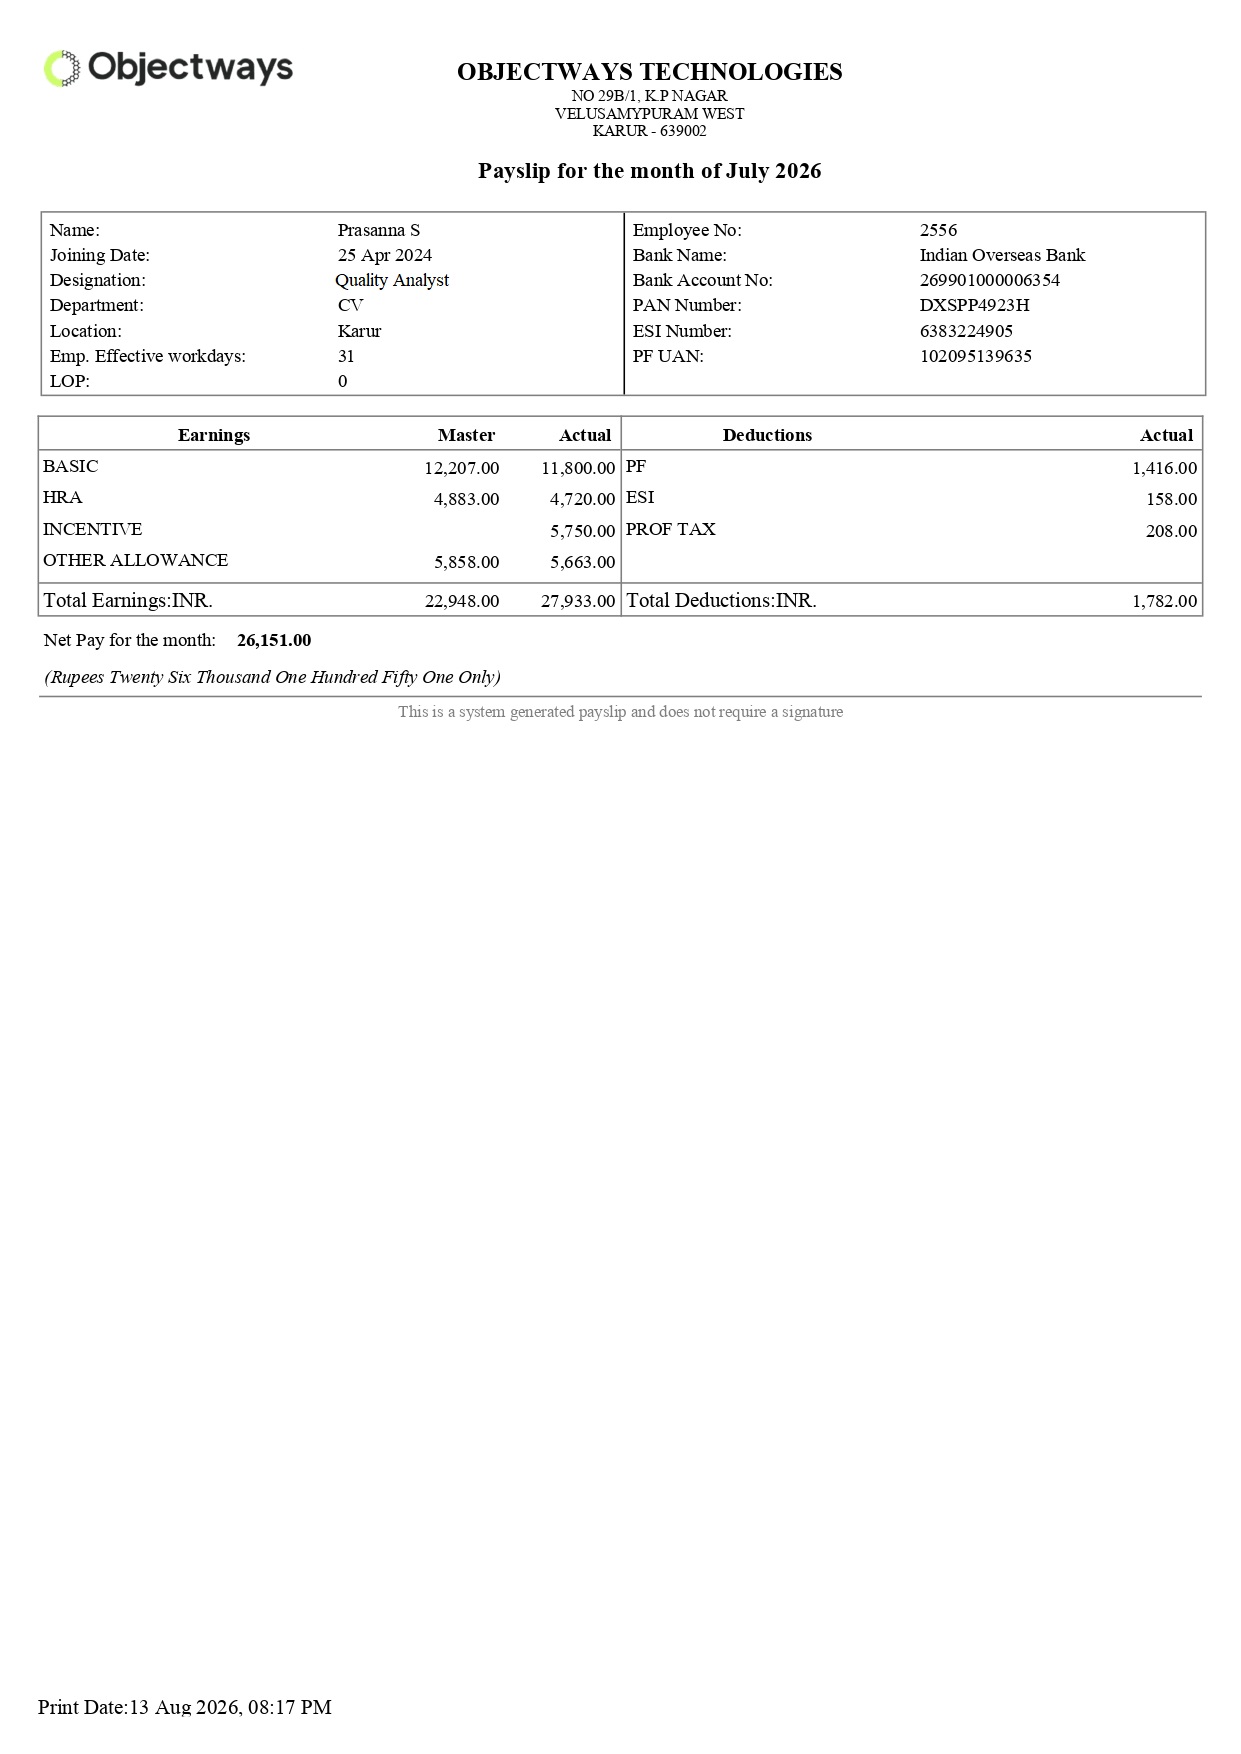 Objectways
OBJECTWAYS TECHNOLOGIES
NO 29B/1, K.P NAGAR
VELUSAMYPURAM WEST
KARUR - 639002
Payslip for the month of July 2026
Name: Prasanna S Employee No: 2556
Joining Date: 25 Apr 2024 Bank Name: Indian Overseas Bank
Designation: Quality Analyst Bank Account No: 269901000006354
Department: CV PAN Number: DXSPP4923H
Location: Karur ESI Number: 6383224905
Emp. Effective workdays: 31 PF UAN: 102095139635
LOP: 0
Earnings Master Actual Deductions Actual
BASIC 12,207.00 11,800.00 PF 1,416.00
HRA 4,883.00 4,720.00 ESI 158.00
INCENTIVE 5,750.00 PROF TAX 208.00
OTHER ALLOWANCE 5,858.00 5,663.00
Total Earnings:INR. 22,948.00 27,933.00 Total Deductions:INR. 1,782.00
Net Pay for the month: 26,151.00
(Rupees Twenty Six Thousand One Hundred Fifty One Only)
This is a system generated payslip and does not require a signature
Print Date:13 Aug 2026, 08:17 PM